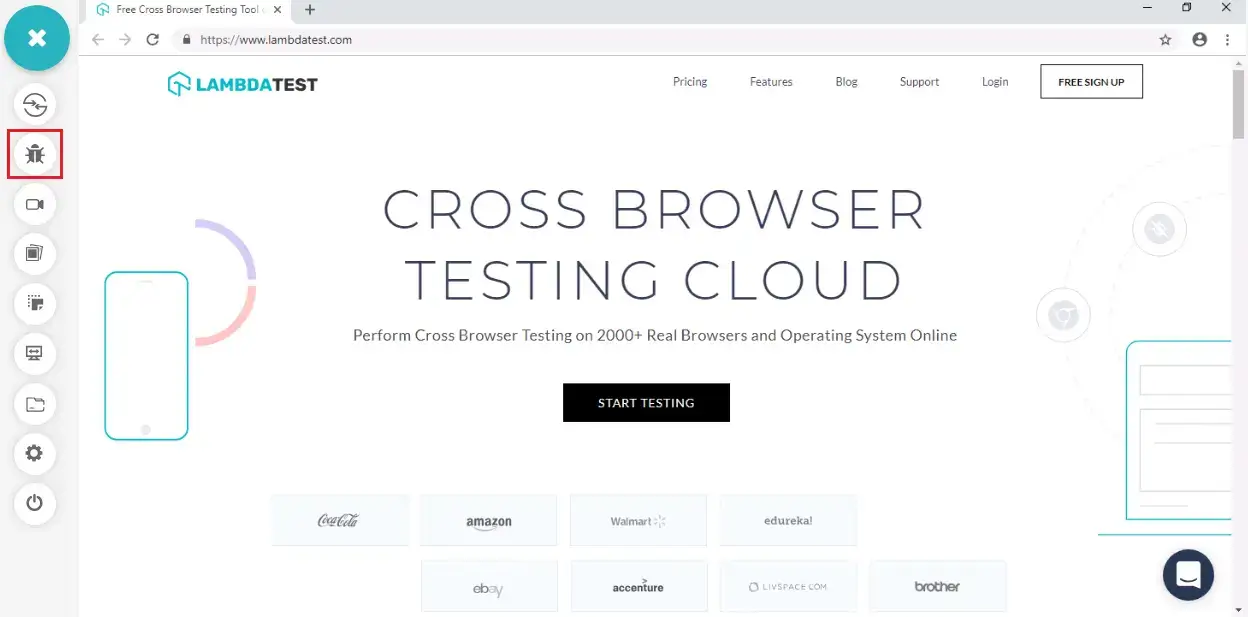 Free Cross Browser Testing Tool
https://www.lambdatest.com
LAMBDATEST
Pricing
Features
Blog
Support
Login
FREE SIGN UP
CROSS BROWSER
TESTING CLOUD
Perform Cross Browser Testing on 2000+ Real Browsers and Operating System Online
START TESTING
Coca-Cola
amazon
Walmart
edureka!
ebay
accenture
LIVSPACE.COM
brother